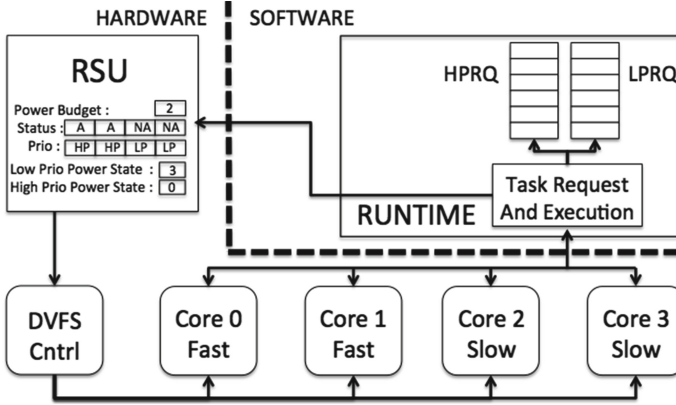 HARDWARE SOFTWARE
RSU
Power Budget : 2
Status : A A NA NA
Prio : HP HP LP LP
Low Prio Power State : 3
High Prio Power State : 0
HPRQ LPRQ
Task Request
And Execution
RUNTIME
DVFS
Cntrl
Core 0
Fast
Core 1
Fast
Core 2
Slow
Core 3
Slow